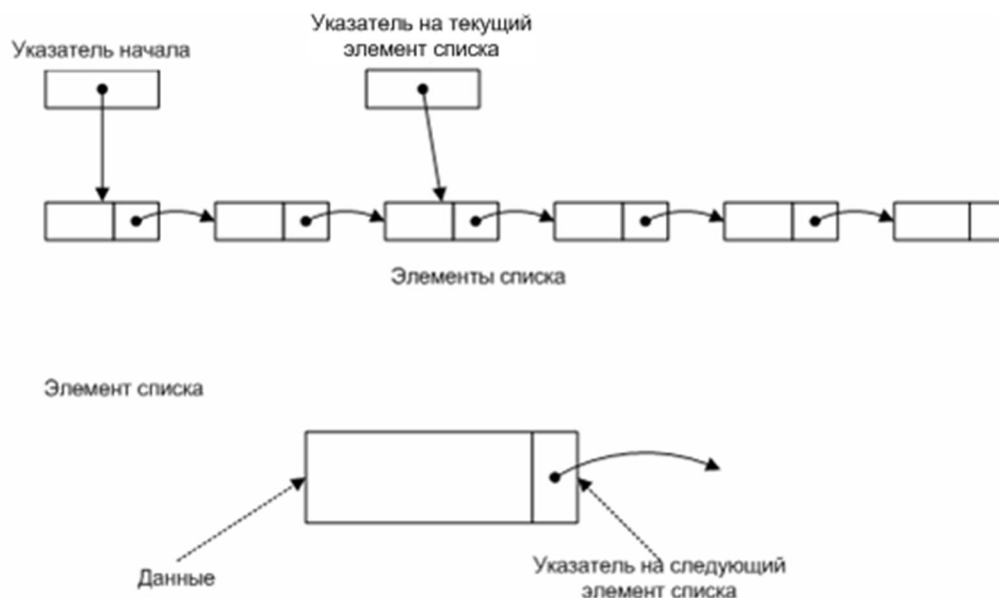 Указатель начала
Указатель на текущий
элемент списка
Элементы списка
Элемент списка
Данные
Указатель на следующий
элемент списка